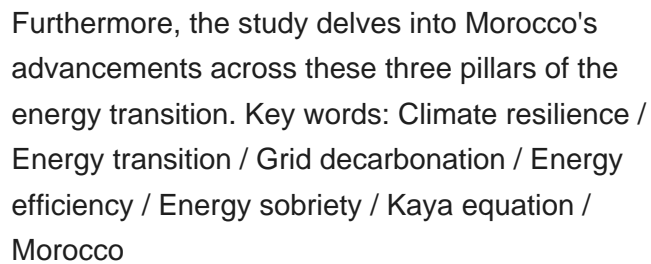 Furthermore, the study delves into Morocco's
advancements across these three pillars of the
energy transition. Key words: Climate resilience /
Energy transition / Grid decarbonation / Energy
efficiency / Energy sobriety / Kaya equation /
Morocco